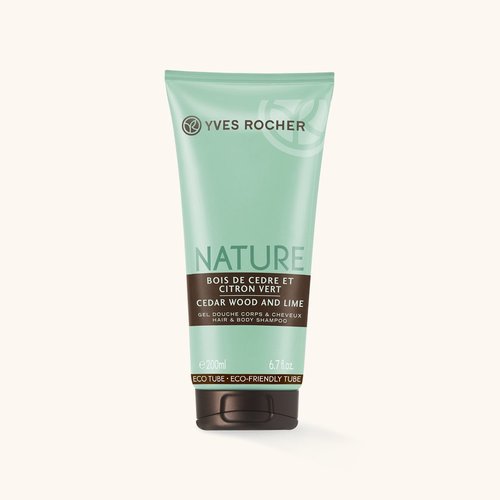 YVES ROCHER
NATURE
BOIS DE CEDRE ET
CITRON VERT
CEDAR WOOD AND LIME
GEL DOUCHE CORPS & CHEVEUX
HAIR & BODY SHAMPOO
℮ 200ml 6.7 fl.oz
ECO TUBE • ECO-FRIENDLY TUBE